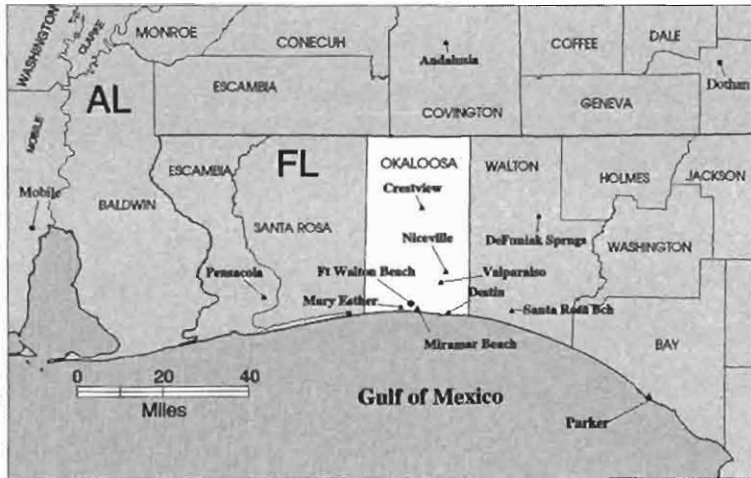 WASHINGTON
CLARKE
MONROE
CONECUH
Andalusia
COFFEE
DALE
Dothan
ESCAMBIA
COVINGTON
GENEVA
AL
MOBILE
Mobile
BALDWIN
ESCAMBIA
FL
SANTA ROSA
OKALOOSA
WALTON
HOLMES
JACKSON
Crestview
Niceville
DeFuniak Sprngs
WASHINGTON
Pensacola
Ft Walton Beach
Valparaiso
Mary Esther
Destin
Santa Rosa Bch
Miramar Beach
BAY
0 20 40
Miles
Gulf of Mexico
Parker